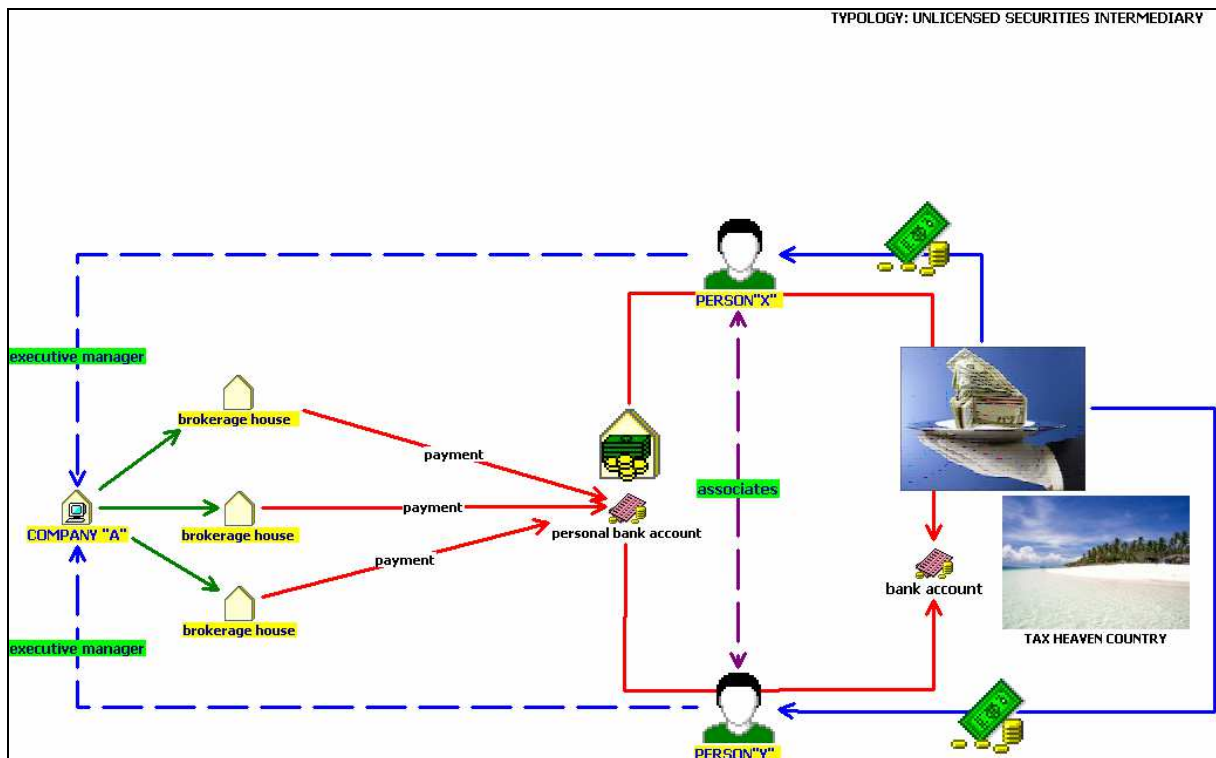 TYPOLOGY: UNLICENSED SECURITIES INTERMEDIARY
PERSON"X"
executive manager
brokerage house
payment
associates
payment
brokerage house
COMPANY "A"
personal bank account
payment
bank account
brokerage house
TAX HEAVEN COUNTRY
executive manager
PERSON"Y"